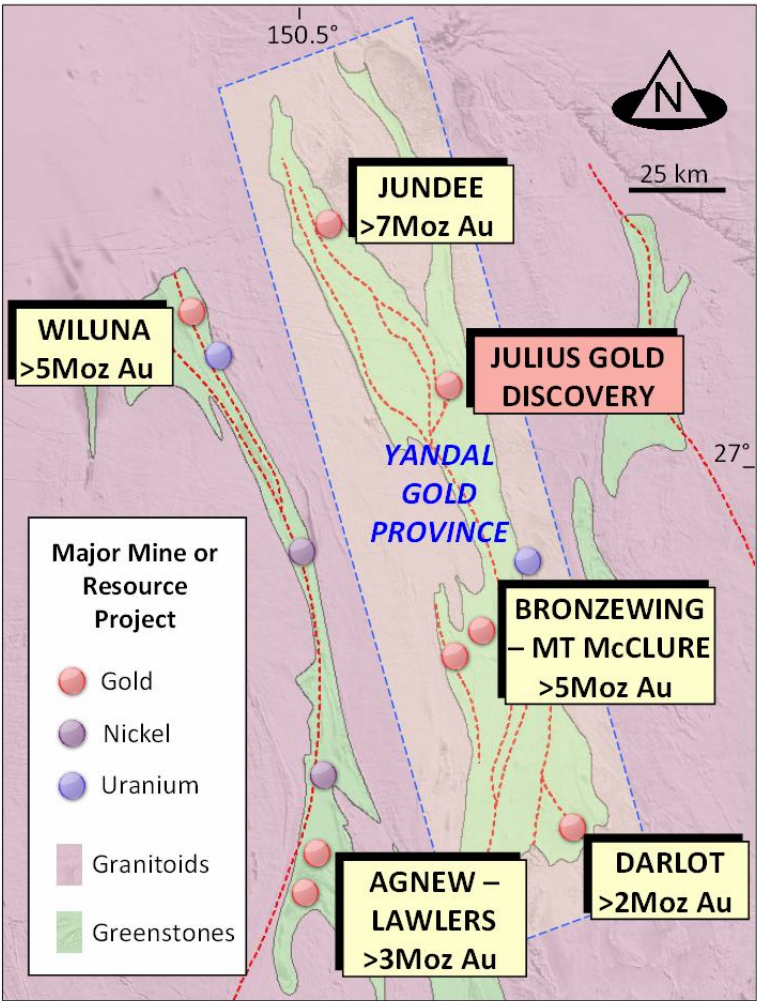 150.5°
N
25 km
JUNDEE
>7Moz Au
WILUNA
>5Moz Au
JULIUS GOLD
DISCOVERY
27°
YANDAL
GOLD
PROVINCE
Major Mine or
Resource
Project
Gold
Nickel
Uranium
Granitoids
Greenstones
BRONZEWING
– MT McCLURE
>5Moz Au
AGNEW –
LAWLERS
>3Moz Au
DARLOT
>2Moz Au